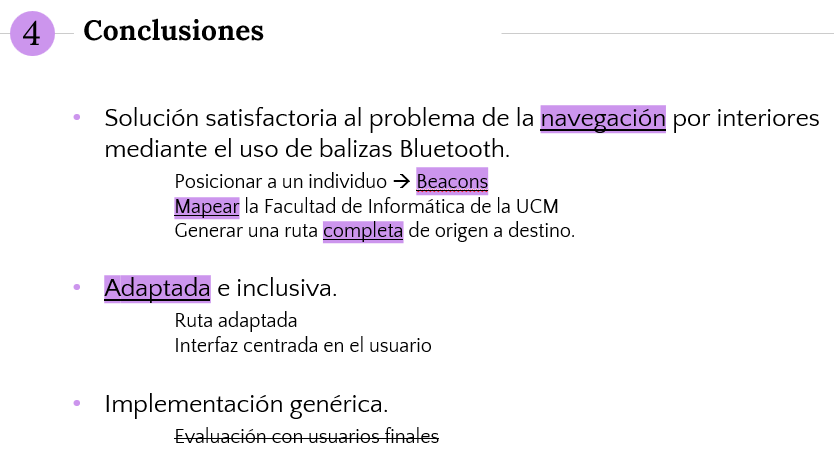 4 Conclusiones
• Solución satisfactoria al problema de la navegación por interiores
mediante el uso de balizas Bluetooth.
Posicionar a un individuo → Beacons
Mapear la Facultad de Informática de la UCM
Generar una ruta completa de origen a destino.
• Adaptada e inclusiva.
Ruta adaptada
Interfaz centrada en el usuario
• Implementación genérica.
Evaluación con usuarios finales